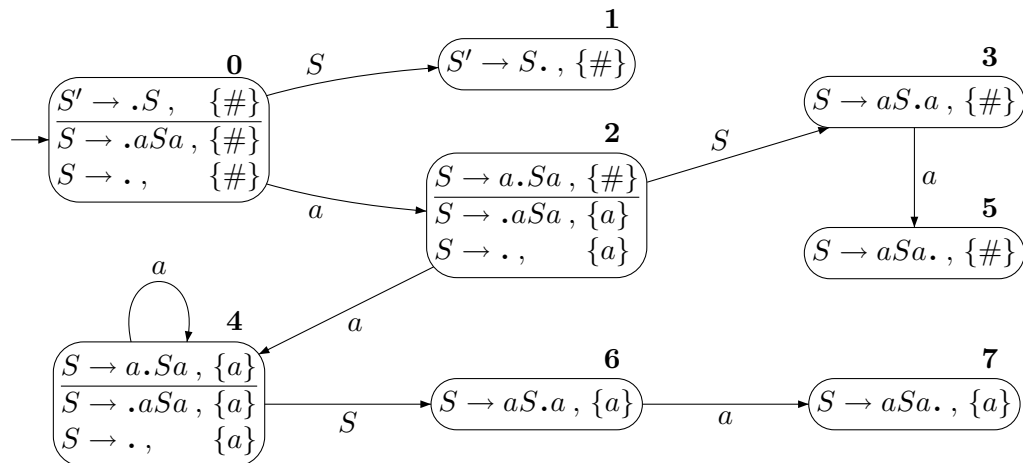 0
S′ → .S , {#}
S → .aSa , {#}
S → . , {#}
S
a
1
S′ → S. , {#}
2
S → a.Sa , {#}
S → .aSa , {a}
S → . , {a}
S
a
3
S → aS.a , {#}
a
5
S → aSa. , {#}
a
4
S → a.Sa , {a}
S → .aSa , {a}
S → . , {a}
S
6
S → aS.a , {a}
a
7
S → aSa. , {a}